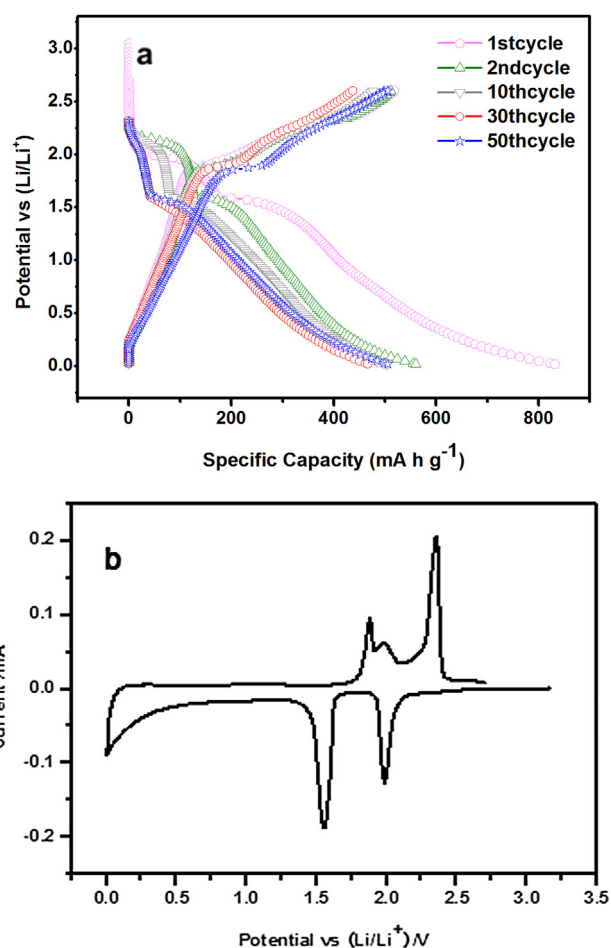 a
1stcycle
2ndcycle
10thcycle
30thcycle
50thcycle
Potential vs (Li/Li⁺)
3.0
2.5
2.0
1.5
1.0
0.5
0.0
0 200 400 600 800
Specific Capacity (mA h g⁻¹)
b
0.2
0.1
0.0
-0.1
-0.2
0.0 0.5 1.0 1.5 2.0 2.5 3.0 3.5
Potential vs (Li/Li⁺)/V